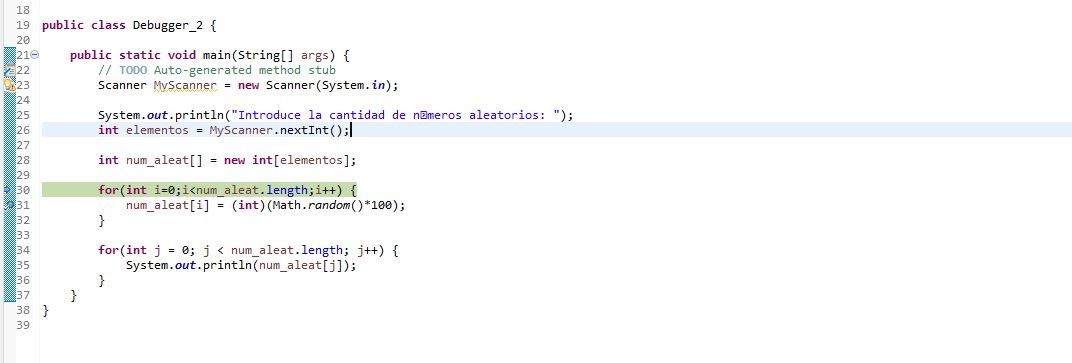 18
19 public class Debugger_2 {
20
21 public static void main(String[] args) {
22 // TODO Auto-generated method stub
23 Scanner MyScanner = new Scanner(System.in);
24
25 System.out.println("Introduce la cantidad de n�meros aleatorios: ");
26 int elementos = MyScanner.nextInt();
27
28 int num_aleat[] = new int[elementos];
29
30 for(int i=0;i<num_aleat.length;i++) {
31 num_aleat[i] = (int)(Math.random()*100);
32 }
33
34 for(int j = 0; j < num_aleat.length; j++) {
35 System.out.println(num_aleat[j]);
36 }
37 }
38 }
39